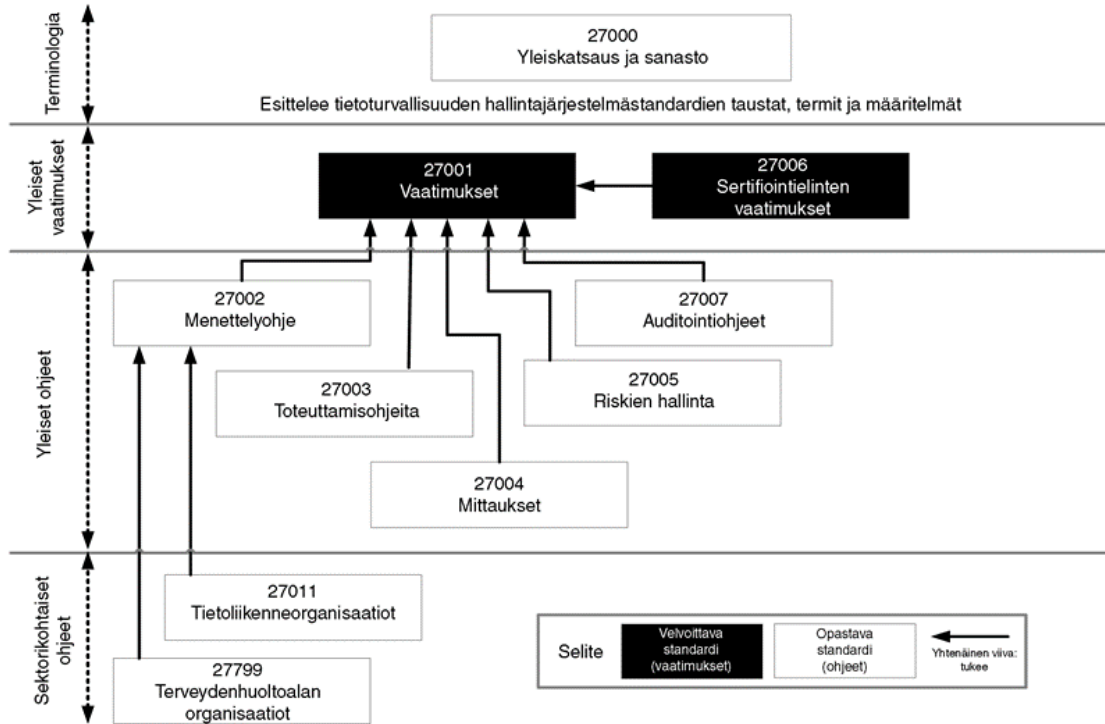 Terminologia
27000
Yleiskatsaus ja sanasto
Esittelee tietoturvallisuuden hallintajärjestelmästandardien taustat, termit ja määritelmät
Yleiset
vaatimukset
27001
Vaatimukset
27006
Sertifiointielinten
vaatimukset
Yleiset ohjeet
27002
Menettelyohje
27007
Auditointiohjeet
27003
Toteuttamisohjeita
27005
Riskien hallinta
27004
Mittaukset
Sektorikohtaiset
ohjeet
27011
Tietoliikenneorganisaatiot
27799
Terveydenhuoltoalan
organisaatiot
Selite
Velvoittava
standardi
(vaatimukset)
Opastava
standardi
(ohjeet)
Yhtenäinen viiva:
tukee